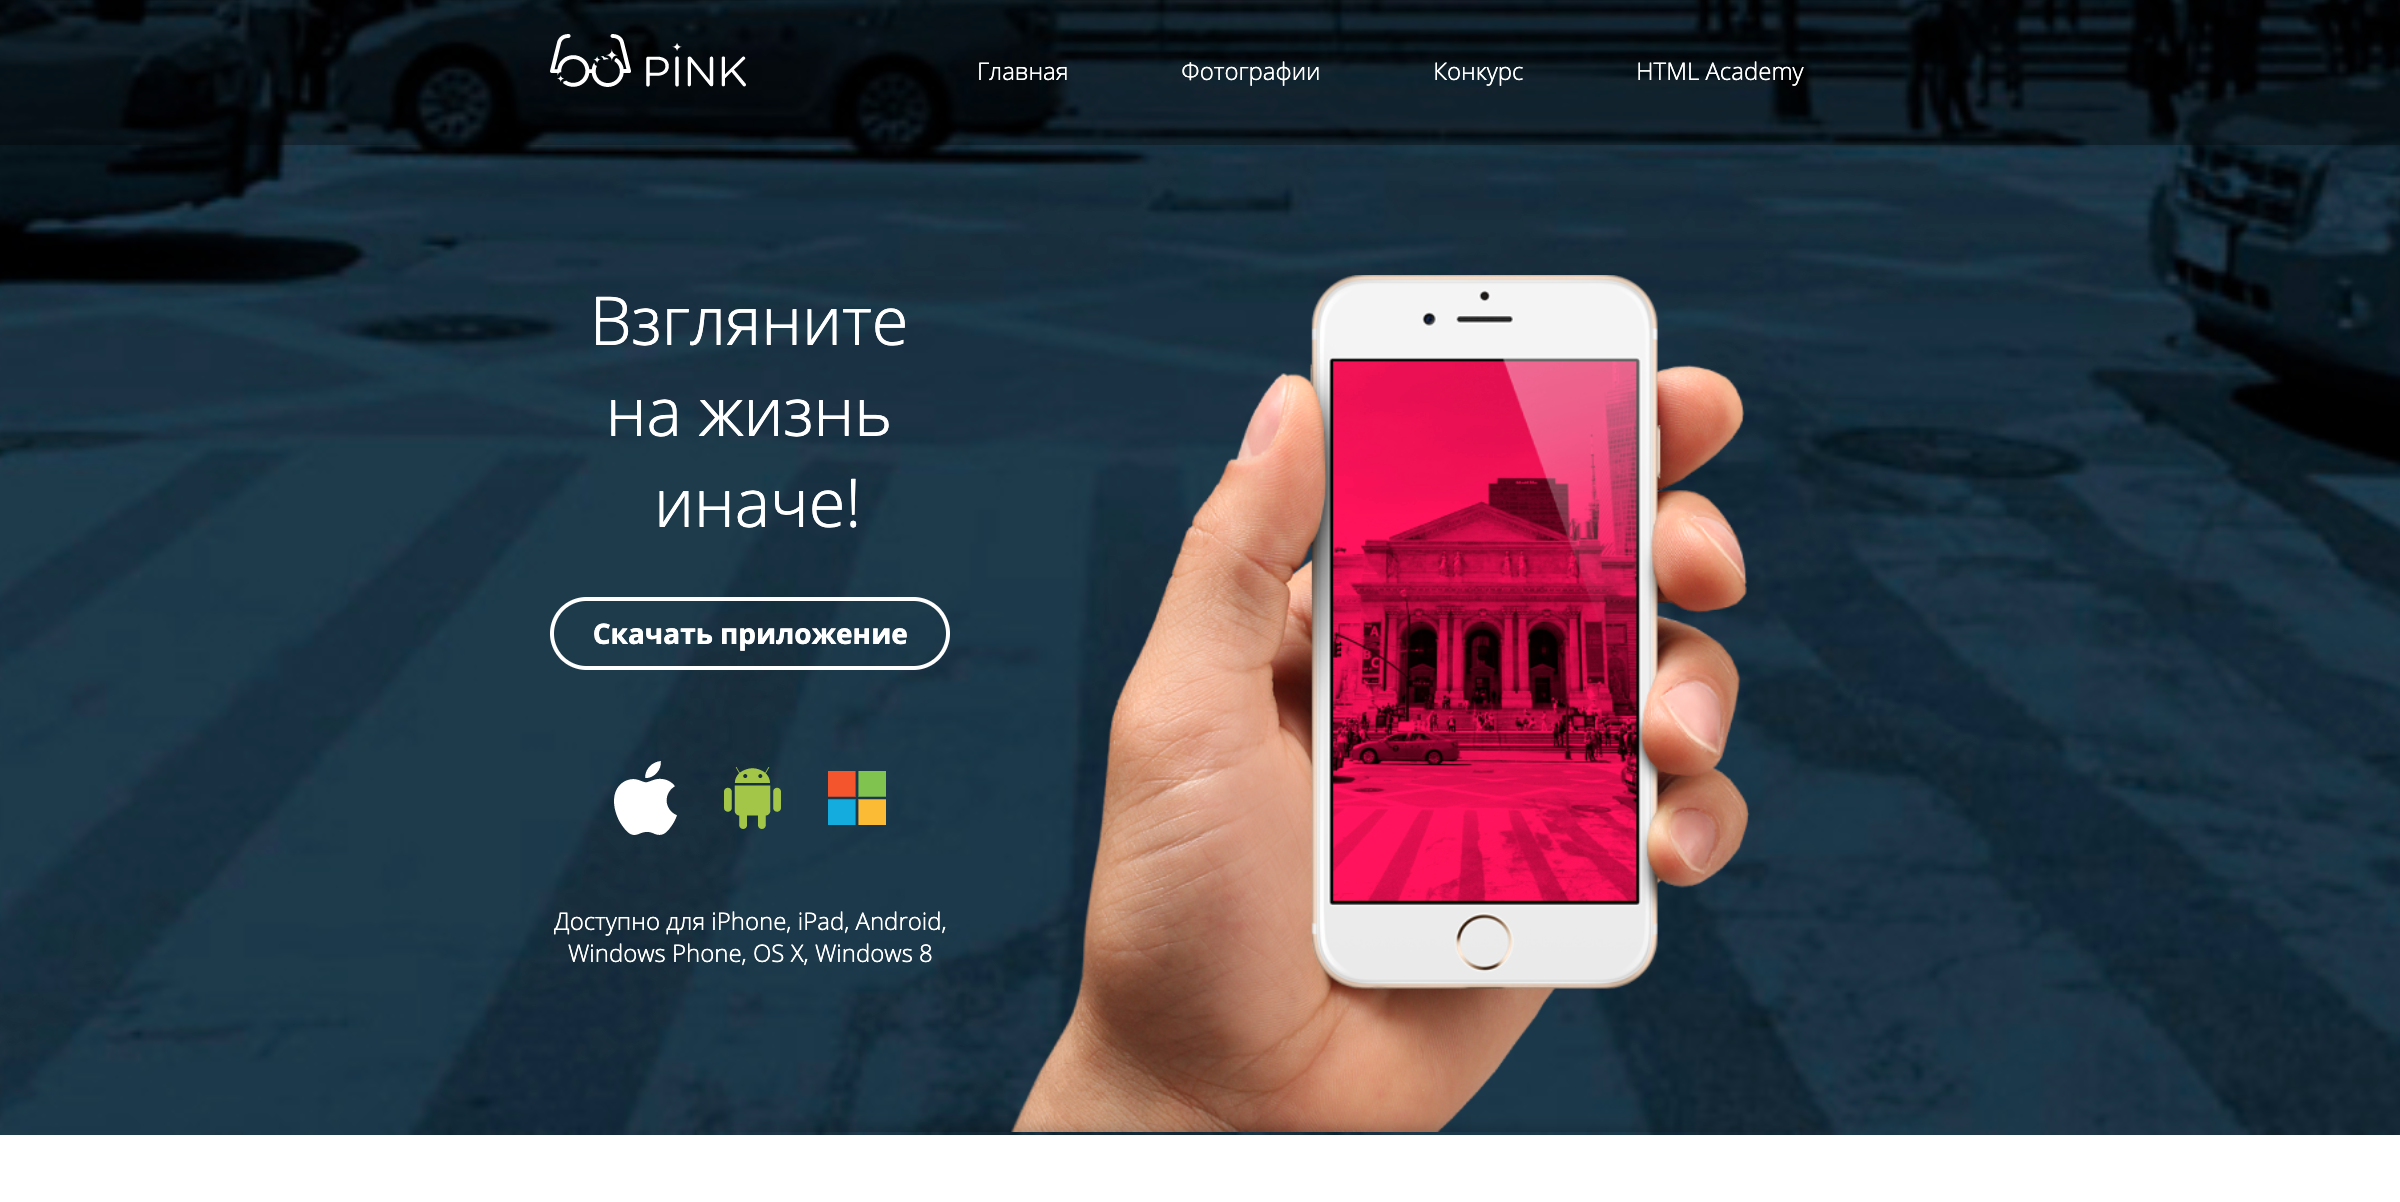 PINK
Главная
Фотографии
Конкурс
HTML Academy
Взгляните
на жизнь
иначе!
Скачать приложение
Доступно для iPhone, iPad, Android,
Windows Phone, OS X, Windows 8
A
B
C